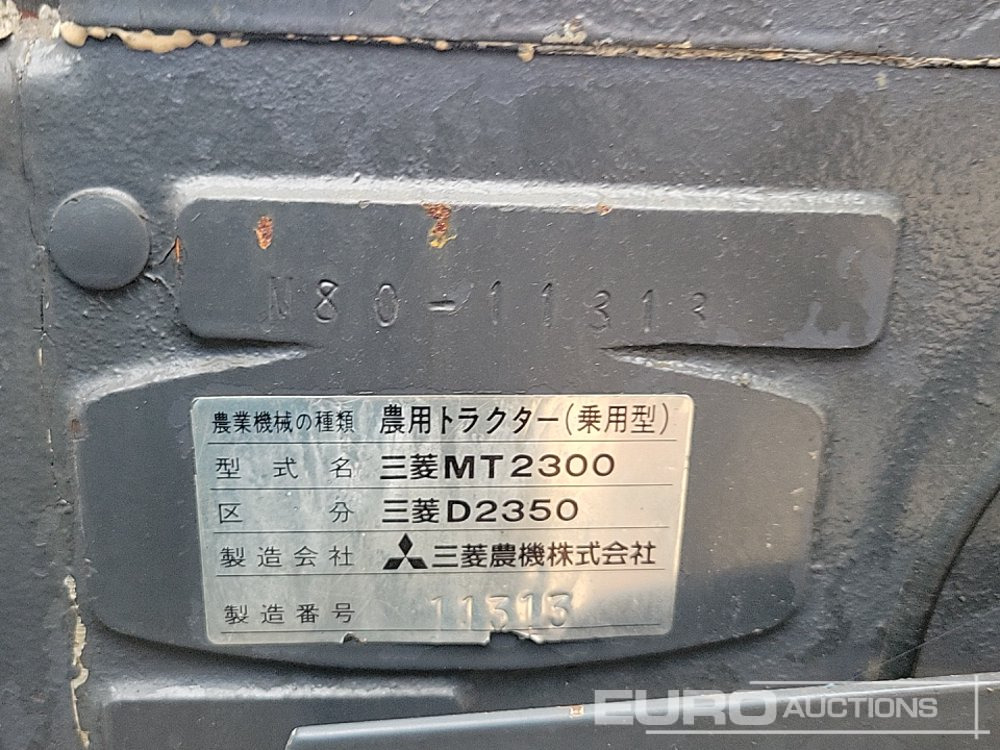 N80-11313
農業機械の種類 農用トラクター(乗用型)
型式名 三菱MT2300
区分 三菱D2350
製造会社 三菱農機株式会社
製造番号 11313
EURO AUCTIONS